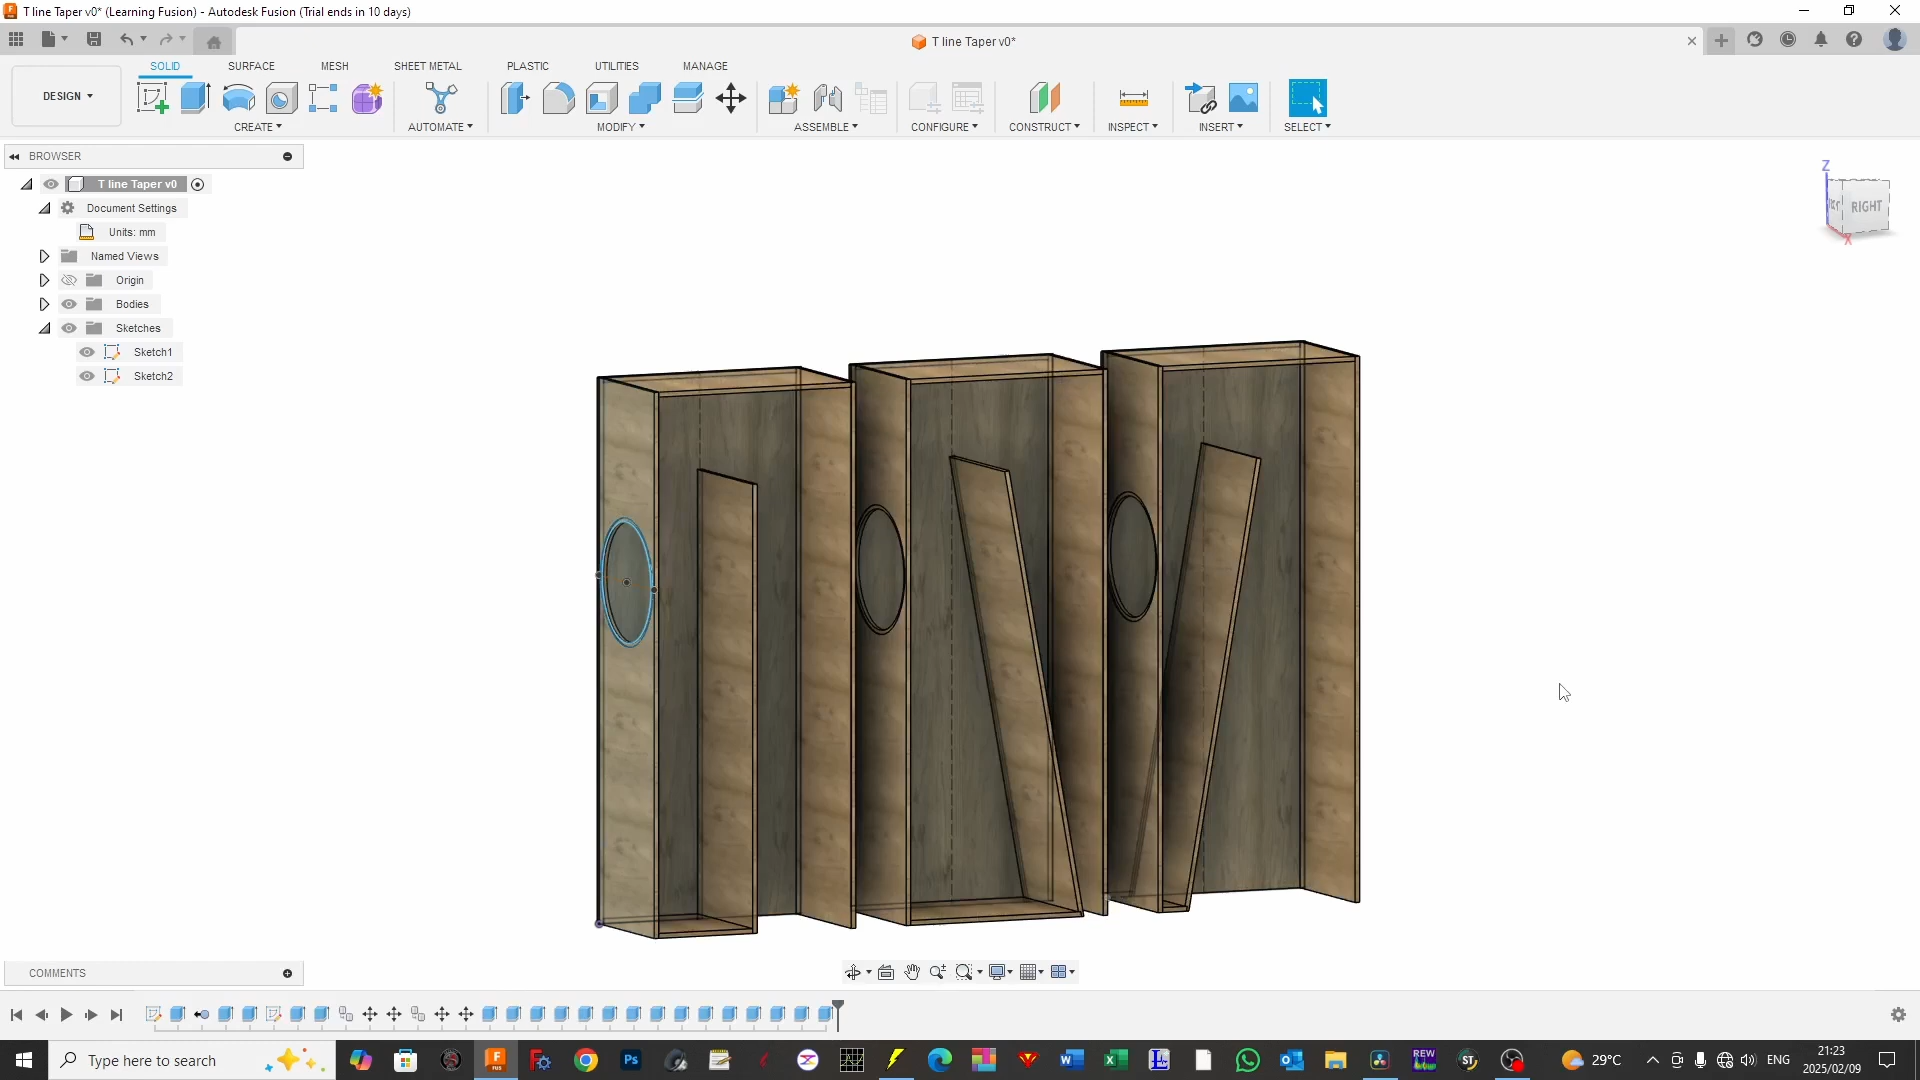 T line Taper v0* (Learning Fusion) - Autodesk Fusion (Trial ends in 10 days)
T line Taper v0*
SOLID SURFACE MESH SHEET METAL PLASTIC UTILITIES MANAGE
DESIGN
CREATE AUTOMATE MODIFY ASSEMBLE CONFIGURE CONSTRUCT INSPECT INSERT SELECT
BROWSER
T line Taper v0
Document Settings
Units: mm
Named Views
Origin
Bodies
Sketches
Sketch1
Sketch2
Z
RIGHT
X
COMMENTS
Type here to search
REW
ST
29°C
ENG
21:23
2025/02/09